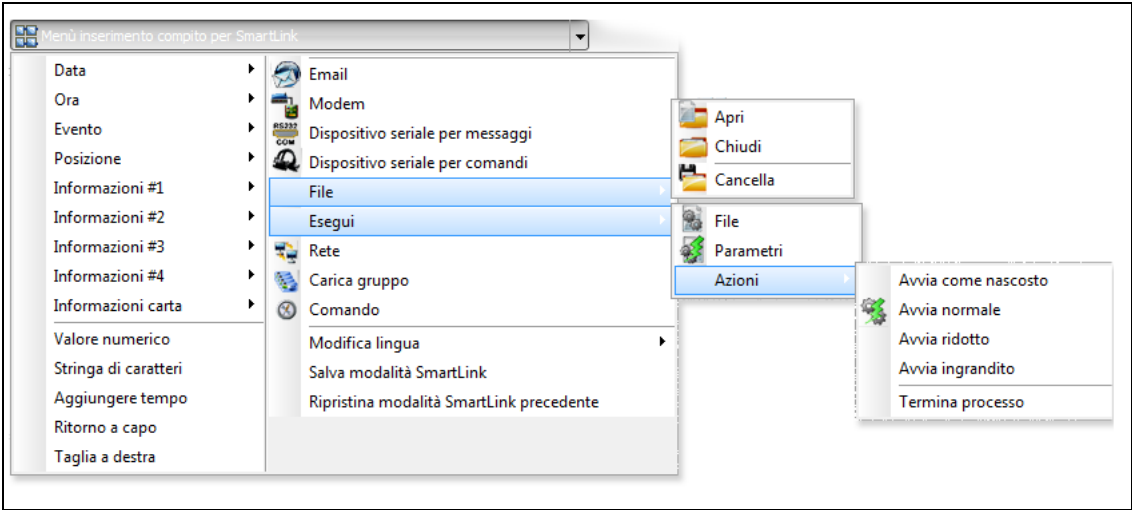 Menù inserimento compito per SmartLink
Data
Ora
Evento
Posizione
Informazioni #1
Informazioni #2
Informazioni #3
Informazioni #4
Informazioni carta
Valore numerico
Stringa di caratteri
Aggiungere tempo
Ritorno a capo
Taglia a destra
Email
Modem
RS232
COM
Dispositivo seriale per messaggi
Dispositivo seriale per comandi
File
Esegui
Rete
Carica gruppo
Comando
Modifica lingua
Salva modalità SmartLink
Ripristina modalità SmartLink precedente
Apri
Chiudi
Cancella
File
Parametri
Azioni
Avvia come nascosto
Avvia normale
Avvia ridotto
Avvia ingrandito
Termina processo